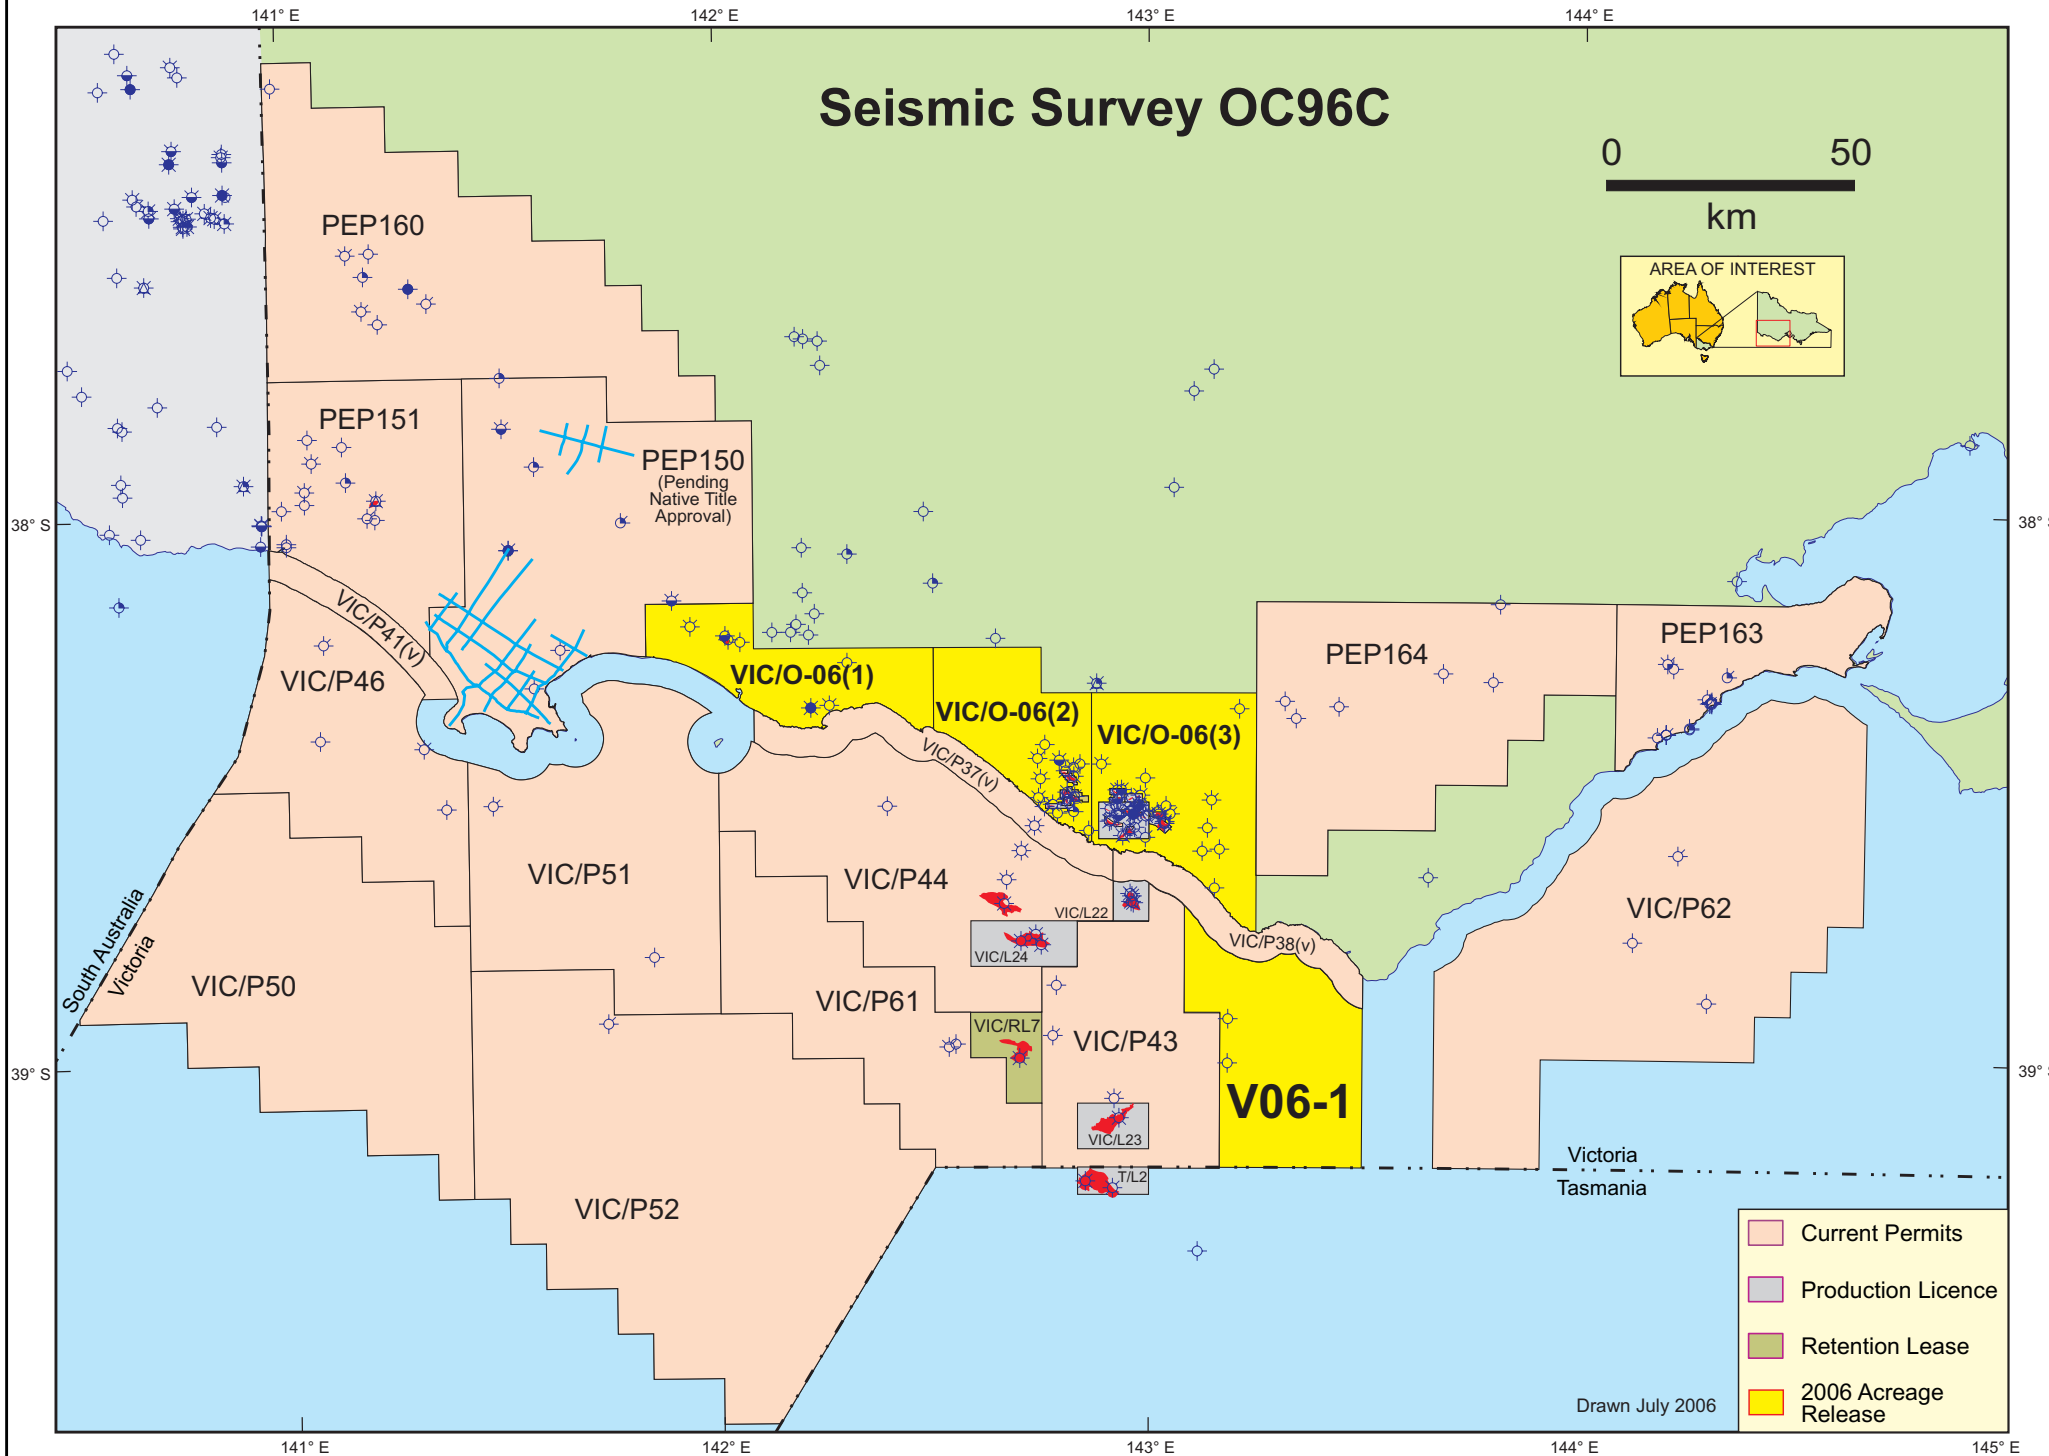 141° E
142° E
143° E
144° E
Seismic Survey OC96C
0
50
km
AREA OF INTEREST
PEP160
PEP151
PEP150
(Pending
Native Title
Approval)
38° S
38° S
VIC/P41(v)
VIC/P46
VIC/O-06(1)
VIC/O-06(2)
VIC/O-06(3)
PEP164
PEP163
VIC/P37(v)
VIC/P51
VIC/P44
VIC/L22
VIC/P62
VIC/P38(v)
VIC/L24
South Australia
Victoria
VIC/P50
VIC/P61
VIC/RL7
VIC/P43
39° S
39° S
V06-1
VIC/L23
T/L2
Victoria
Tasmania
VIC/P52
Current Permits
Production Licence
Retention Lease
2006 Acreage
Release
Drawn July 2006
141° E
142° E
143° E
144° E
145° E